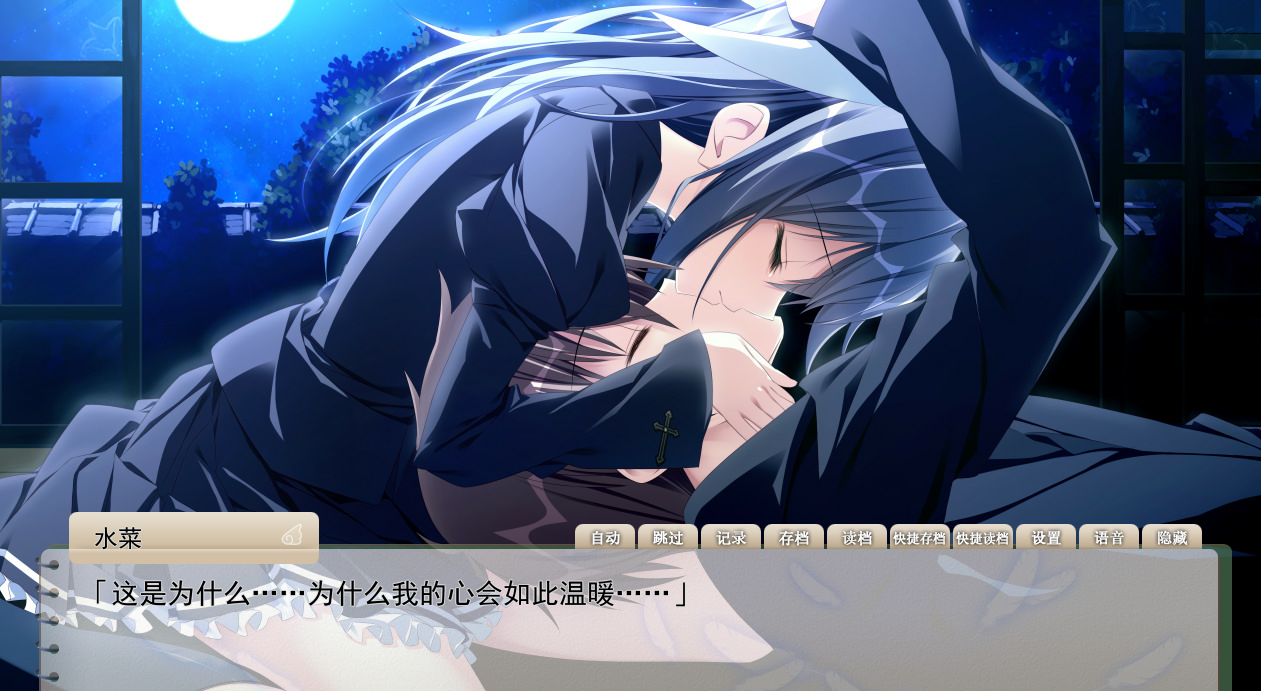 水菜
自动 跳过 记录 存档 读档 快捷存档 快捷读档 设置 语音 隐藏
「这是为什么……为什么我的心会如此温暖……」